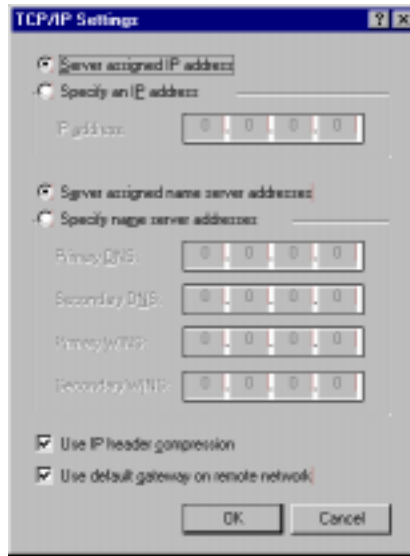 TCP/IP Settings
Server assigned IP address
Specify an IP address
IP address:
0 . 0 . 0 . 0
Server assigned name server addresses
Specify name server addresses
Primary DNS:
0 . 0 . 0 . 0
Secondary DNS:
0 . 0 . 0 . 0
Primary WINS:
0 . 0 . 0 . 0
Secondary WINS:
0 . 0 . 0 . 0
Use IP header compression
Use default gateway on remote network
OK
Cancel